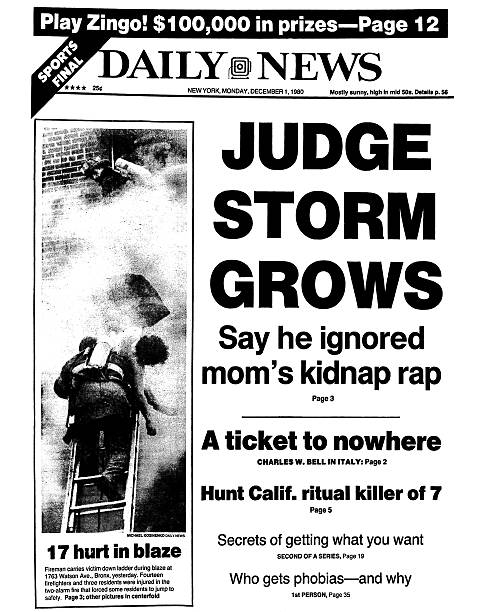 Play Zingo! $100,000 in prizes—Page 12
SPORTS
FINAL
★★★★ 25¢
DAILY NEWS
NEW YORK, MONDAY, DECEMBER 1, 1980
Mostly sunny, high in mid 50s. Details p. 56
JUDGE
STORM
GROWS
Say he ignored
mom's kidnap rap
Page 3
A ticket to nowhere
CHARLES W. BELL IN ITALY: Page 2
Hunt Calif. ritual killer of 7
Page 5
Secrets of getting what you want
SECOND OF A SERIES, Page 19
Who gets phobias—and why
1st PERSON, Page 35
DAILY NEWS
17 hurt in blaze
Fireman carries victim down ladder during blaze at
1763 Watson Ave., Bronx, yesterday. Fourteen
firefighters and three residents were injured in the
two-alarm fire that forced some residents to jump to
safety. Page 3; other pictures in centerfold